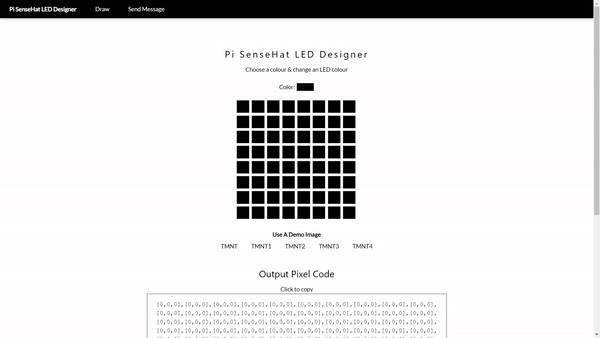 Pi SenseHat LED Designer Draw Send Message
Pi SenseHat LED Designer
Choose a colour & change an LED colour
Color:
Use A Demo Image
TMNT TMNT1 TMNT2 TMNT3 TMNT4
Output Pixel Code
Click to copy
[0,0,0],[0,0,0],[0,0,0],[0,0,0],[0,0,0],[0,0,0],[0,0,0],[0,0,0],[0,0,0],[0,0,0],
[0,0,0],[0,0,0],[0,0,0],[0,0,0],[0,0,0],[0,0,0],[0,0,0],[0,0,0],[0,0,0],[0,0,0],
[0,0,0],[0,0,0],[0,0,0],[0,0,0],[0,0,0],[0,0,0],[0,0,0],[0,0,0],[0,0,0],[0,0,0],
[0,0,0],[0,0,0],[0,0,0],[0,0,0],[0,0,0],[0,0,0],[0,0,0],[0,0,0],[0,0,0],[0,0,0],